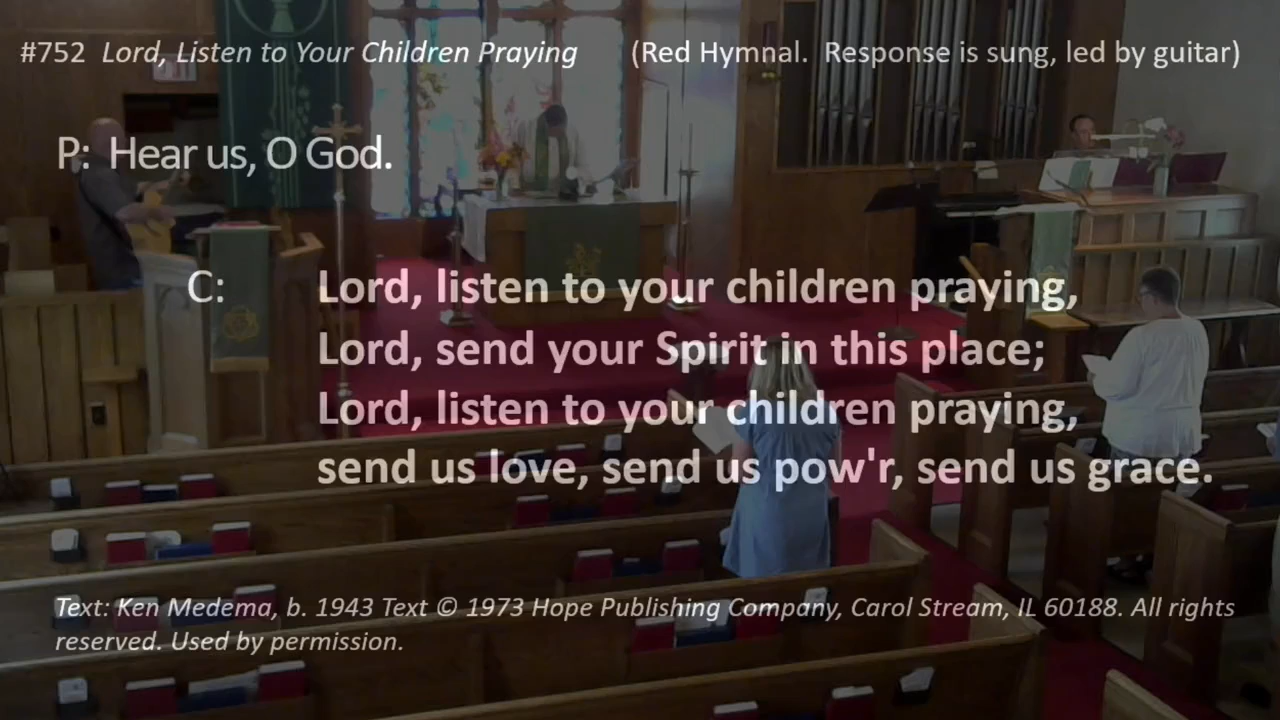 #752 Lord, Listen to Your Children Praying (Red Hymnal. Response is sung, led by guitar)
P: Hear us, O God.
C: Lord, listen to your children praying,
Lord, send your Spirit in this place;
Lord, listen to your children praying,
send us love, send us pow'r, send us grace.
Text: Ken Medema, b. 1943 Text © 1973 Hope Publishing Company, Carol Stream, IL 60188. All rights
reserved. Used by permission.